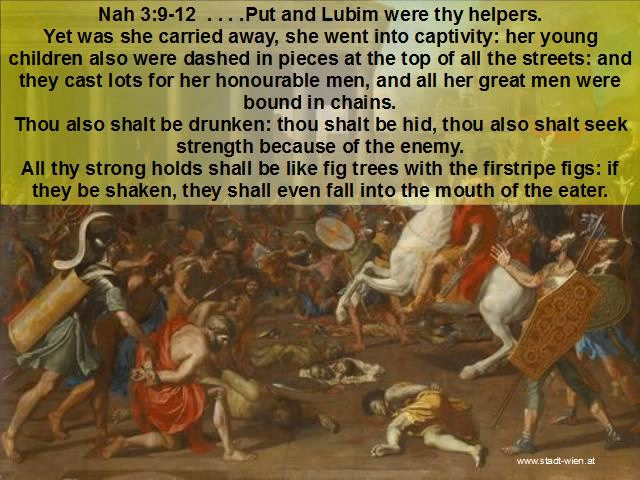 Nah 3:9-12 . . . .Put and Lubim were thy helpers.
Yet was she carried away, she went into captivity: her young
children also were dashed in pieces at the top of all the streets: and
they cast lots for her honourable men, and all her great men were
bound in chains.
Thou also shalt be drunken: thou shalt be hid, thou also shalt seek
strength because of the enemy.
All thy strong holds shall be like fig trees with the firstripe figs: if
they be shaken, they shall even fall into the mouth of the eater.
www.stadt-wien.at